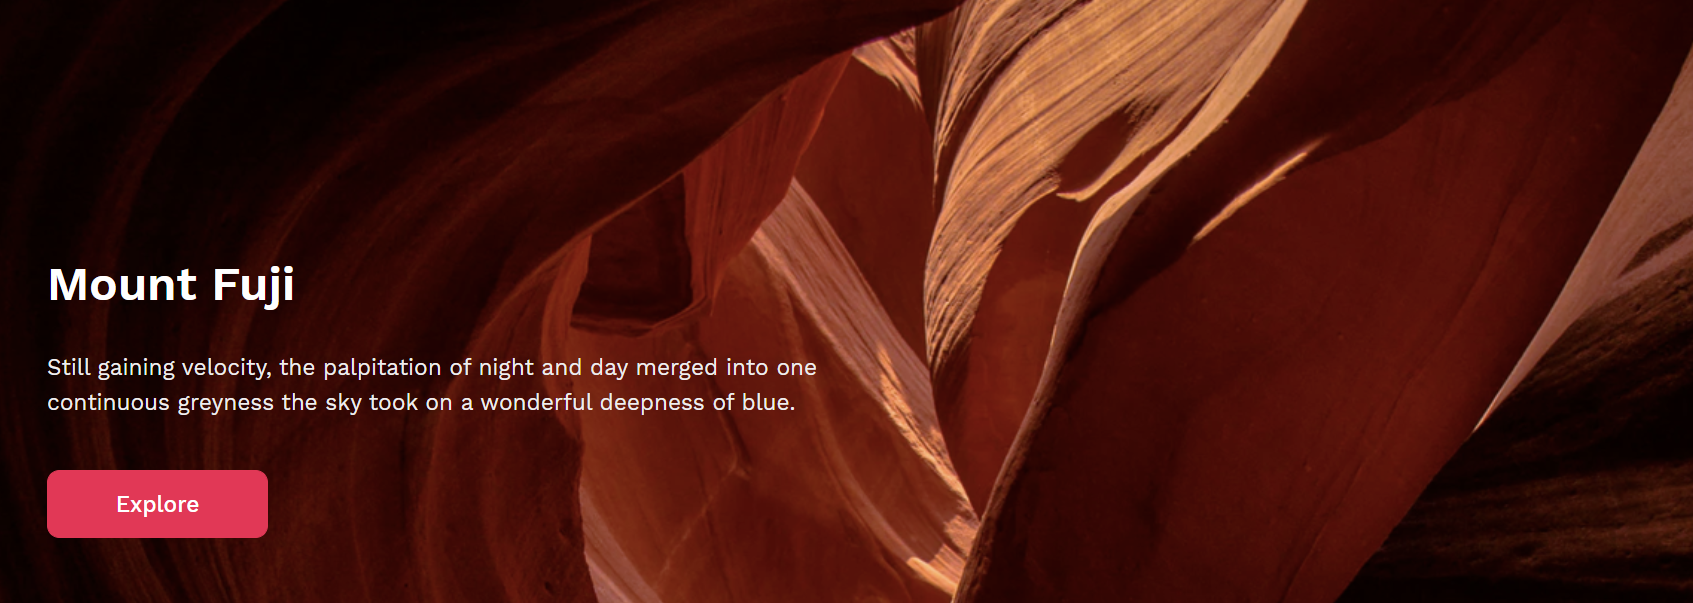 Mount Fuji
Still gaining velocity, the palpitation of night and day merged into one
continuous greyness the sky took on a wonderful deepness of blue.
Explore